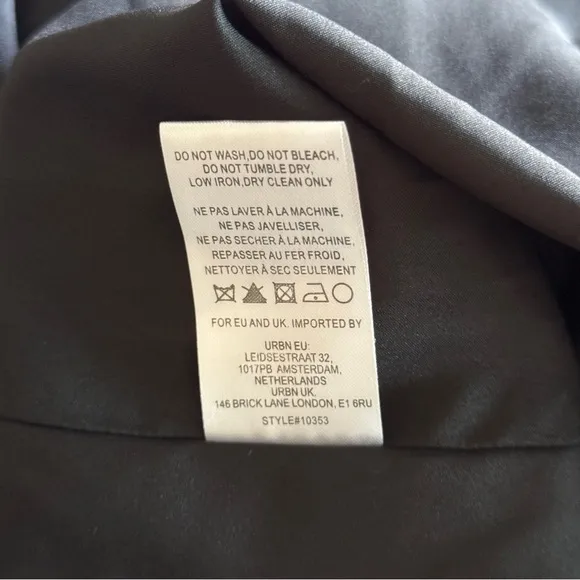 DO NOT WASH,DO NOT BLEACH,
DO NOT TUMBLE DRY,
LOW IRON,DRY CLEAN ONLY
NE PAS LAVER À LA MACHINE,
NE PAS JAVELLISER,
NE PAS SECHER À LA MACHINE,
REPASSER AU FER FROID,
NETTOYER À SEC SEULEMENT
FOR EU AND UK. IMPORTED BY
URBN EU:
LEIDSESTRAAT 32,
1017PB AMSTERDAM,
NETHERLANDS
URBN UK.
146 BRICK LANE LONDON, E1 6RU
STYLE#10353